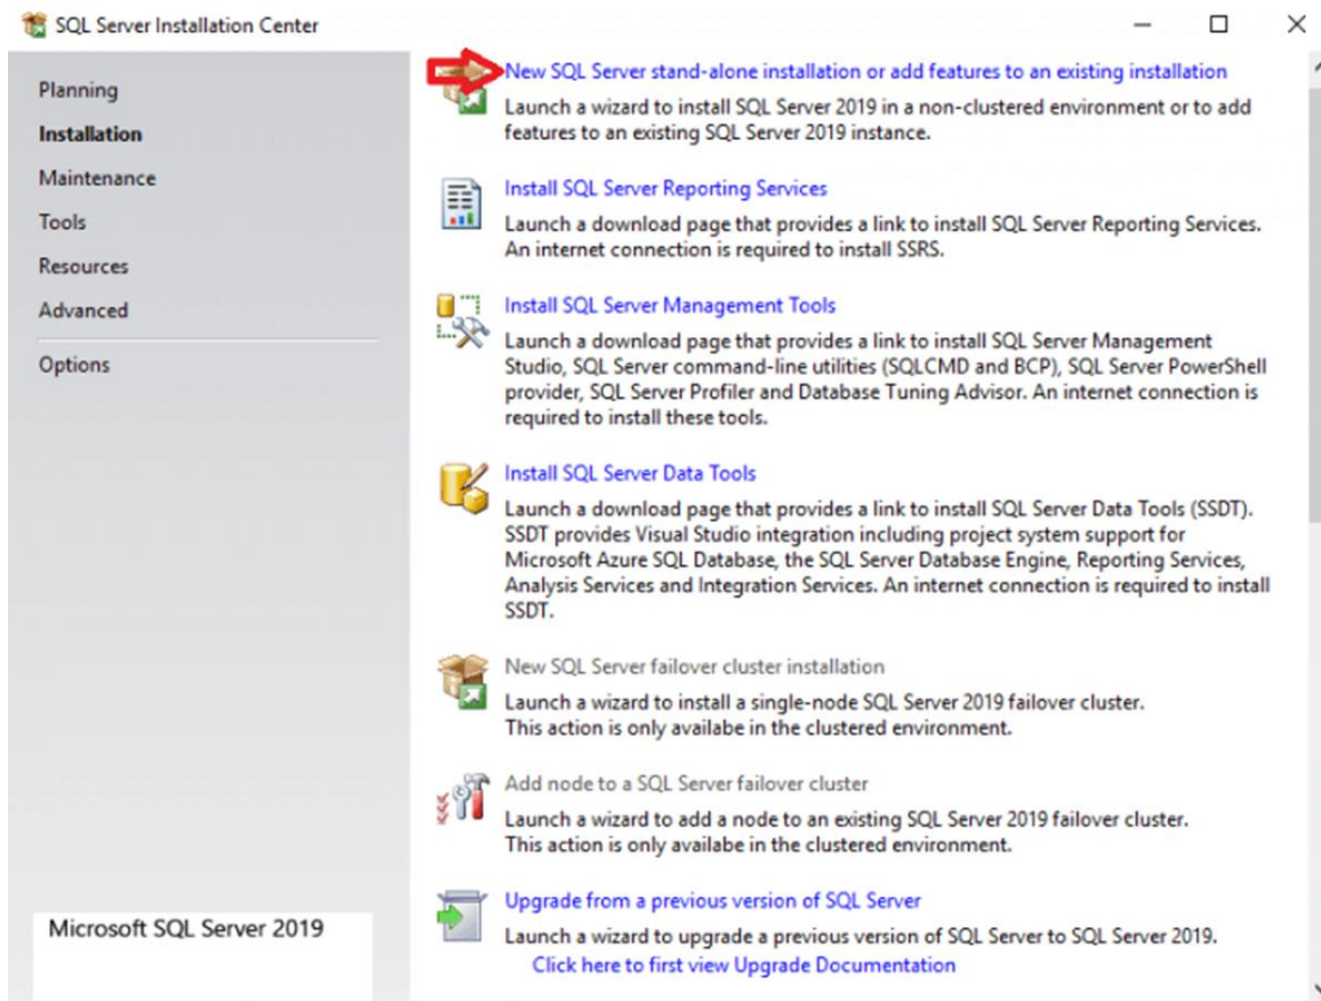 SQL Server Installation Center
Planning
Installation
Maintenance
Tools
Resources
Advanced
Options
Microsoft SQL Server 2019
New SQL Server stand-alone installation or add features to an existing installation
Launch a wizard to install SQL Server 2019 in a non-clustered environment or to add
features to an existing SQL Server 2019 instance.
Install SQL Server Reporting Services
Launch a download page that provides a link to install SQL Server Reporting Services.
An internet connection is required to install SSRS.
Install SQL Server Management Tools
Launch a download page that provides a link to install SQL Server Management
Studio, SQL Server command-line utilities (SQLCMD and BCP), SQL Server PowerShell
provider, SQL Server Profiler and Database Tuning Advisor. An internet connection is
required to install these tools.
Install SQL Server Data Tools
Launch a download page that provides a link to install SQL Server Data Tools (SSDT).
SSDT provides Visual Studio integration including project system support for
Microsoft Azure SQL Database, the SQL Server Database Engine, Reporting Services,
Analysis Services and Integration Services. An internet connection is required to install
SSDT.
New SQL Server failover cluster installation
Launch a wizard to install a single-node SQL Server 2019 failover cluster.
This action is only availabe in the clustered environment.
Add node to a SQL Server failover cluster
Launch a wizard to add a node to an existing SQL Server 2019 failover cluster.
This action is only availabe in the clustered environment.
Upgrade from a previous version of SQL Server
Launch a wizard to upgrade a previous version of SQL Server to SQL Server 2019.
Click here to first view Upgrade Documentation